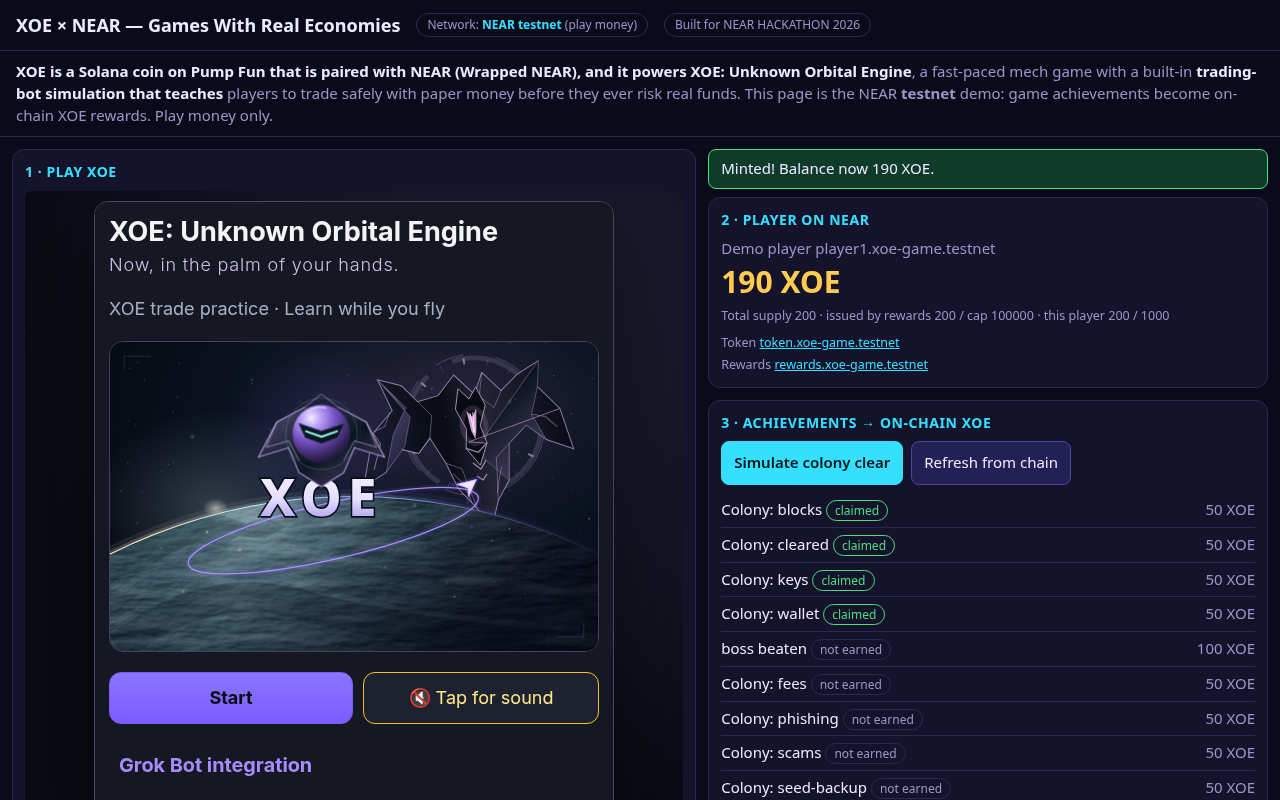 XOE × NEAR — Games With Real Economies
Network: NEAR testnet (play money)
Built for NEAR HACKATHON 2026
XOE is a Solana coin on Pump Fun that is paired with NEAR (Wrapped NEAR), and it powers XOE: Unknown Orbital Engine, a fast-paced mech game with a built-in trading-
bot simulation that teaches players to trade safely with paper money before they ever risk real funds. This page is the NEAR testnet demo: game achievements become on-
chain XOE rewards. Play money only.
1 · PLAY XOE
XOE: Unknown Orbital Engine
Now, in the palm of your hands.
XOE trade practice · Learn while you fly
XOE
Start
🔇 Tap for sound
Grok Bot integration
Minted! Balance now 190 XOE.
2 · PLAYER ON NEAR
Demo player player1.xoe-game.testnet
190 XOE
Total supply 200 · issued by rewards 200 / cap 100000 · this player 200 / 1000
Token token.xoe-game.testnet
Rewards rewards.xoe-game.testnet
3 · ACHIEVEMENTS → ON-CHAIN XOE
Simulate colony clear
Refresh from chain
Colony: blocks claimed 50 XOE
Colony: cleared claimed 50 XOE
Colony: keys claimed 50 XOE
Colony: wallet claimed 50 XOE
boss beaten not earned 100 XOE
Colony: fees not earned 50 XOE
Colony: phishing not earned 50 XOE
Colony: scams not earned 50 XOE
Colony: seed-backup not earned 50 XOE